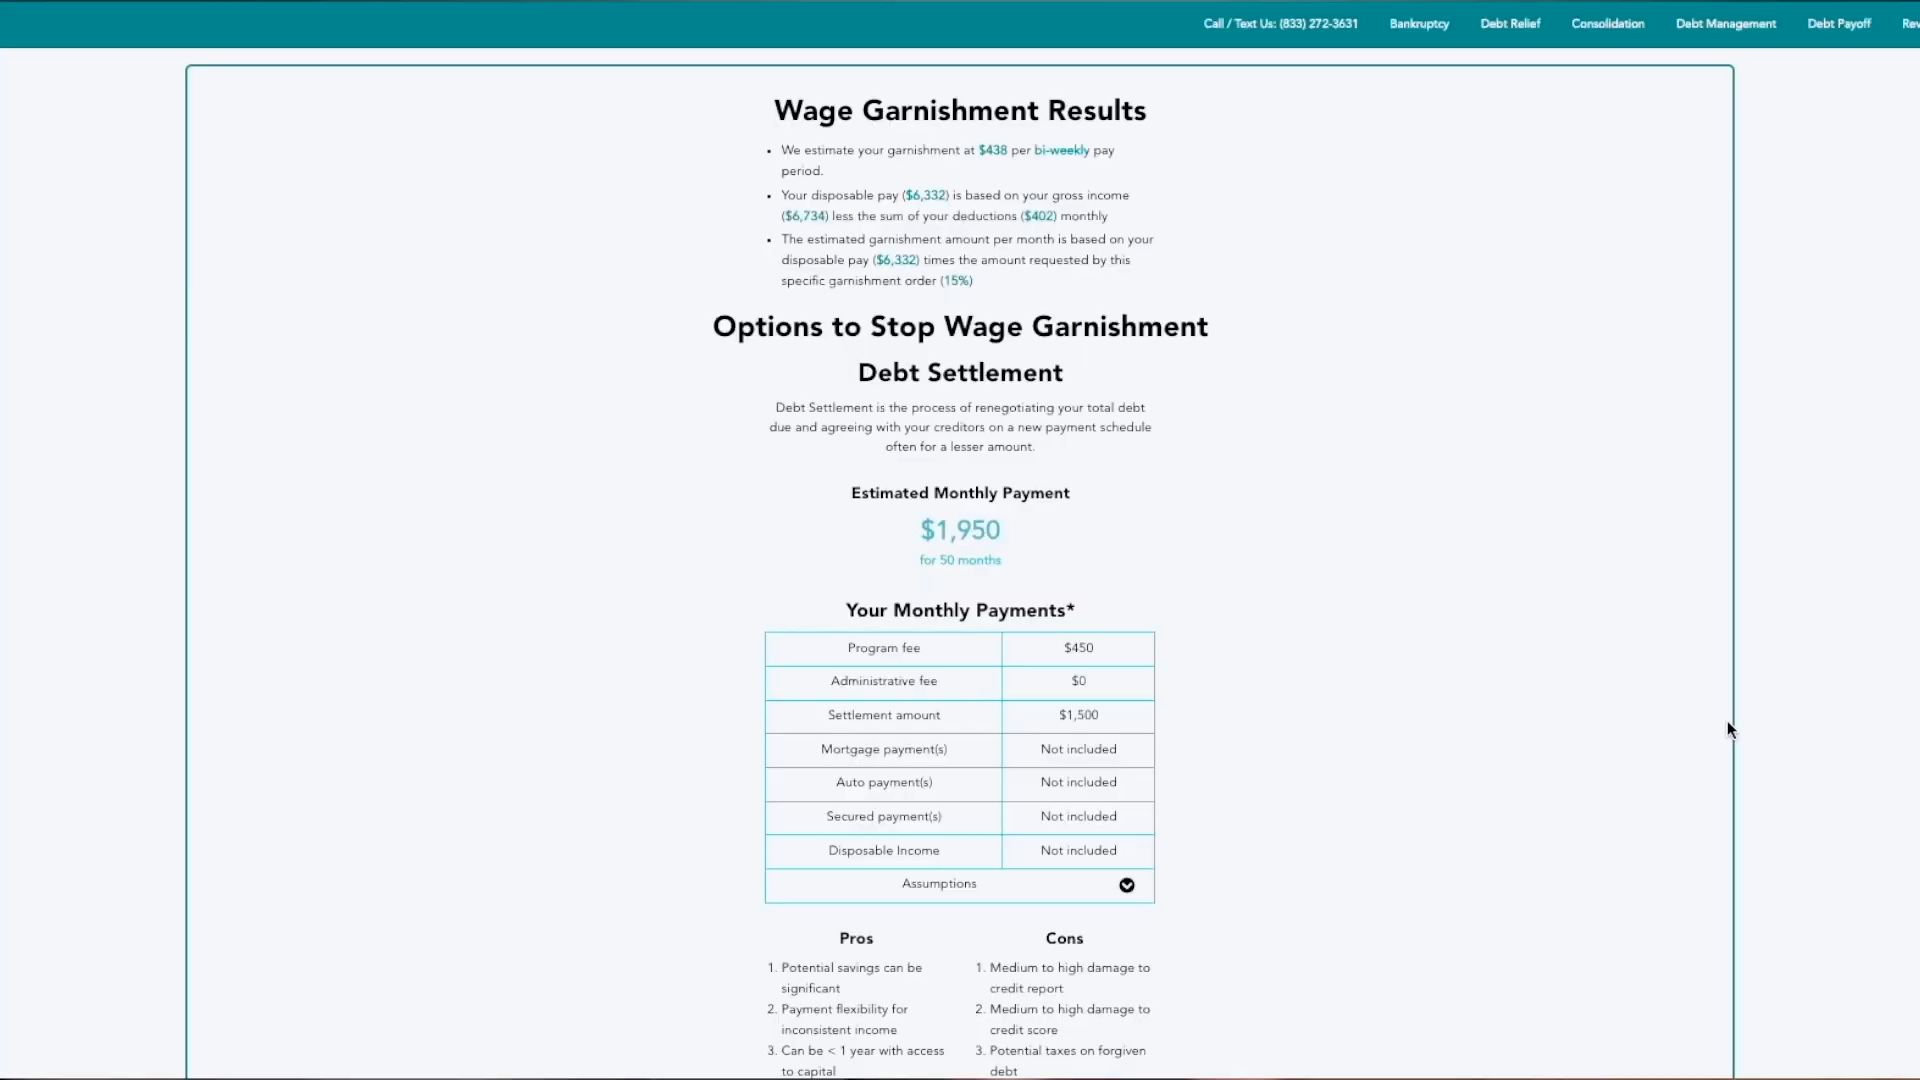 Call / Text Us: (833) 272-3631 Bankruptcy Debt Relief Consolidation Debt Management Debt Payoff
Wage Garnishment Results
• We estimate your garnishment at $438 per bi-weekly pay
period.
• Your disposable pay ($6,332) is based on your gross income
($6,734) less the sum of your deductions ($402) monthly
• The estimated garnishment amount per month is based on your
disposable pay ($6,332) times the amount requested by this
specific garnishment order (15%)
Options to Stop Wage Garnishment
Debt Settlement
Debt Settlement is the process of renegotiating your total debt
due and agreeing with your creditors on a new payment schedule
often for a lesser amount.
Estimated Monthly Payment
$1,950
for 50 months
Your Monthly Payments*
Program fee $450
Administrative fee $0
Settlement amount $1,500
Mortgage payment(s) Not included
Auto payment(s) Not included
Secured payment(s) Not included
Disposable Income Not included
Assumptions
Pros
1. Potential savings can be
significant
2. Payment flexibility for
inconsistent income
3. Can be < 1 year with access
to capital
Cons
1. Medium to high damage to
credit report
2. Medium to high damage to
credit score
3. Potential taxes on forgiven
debt